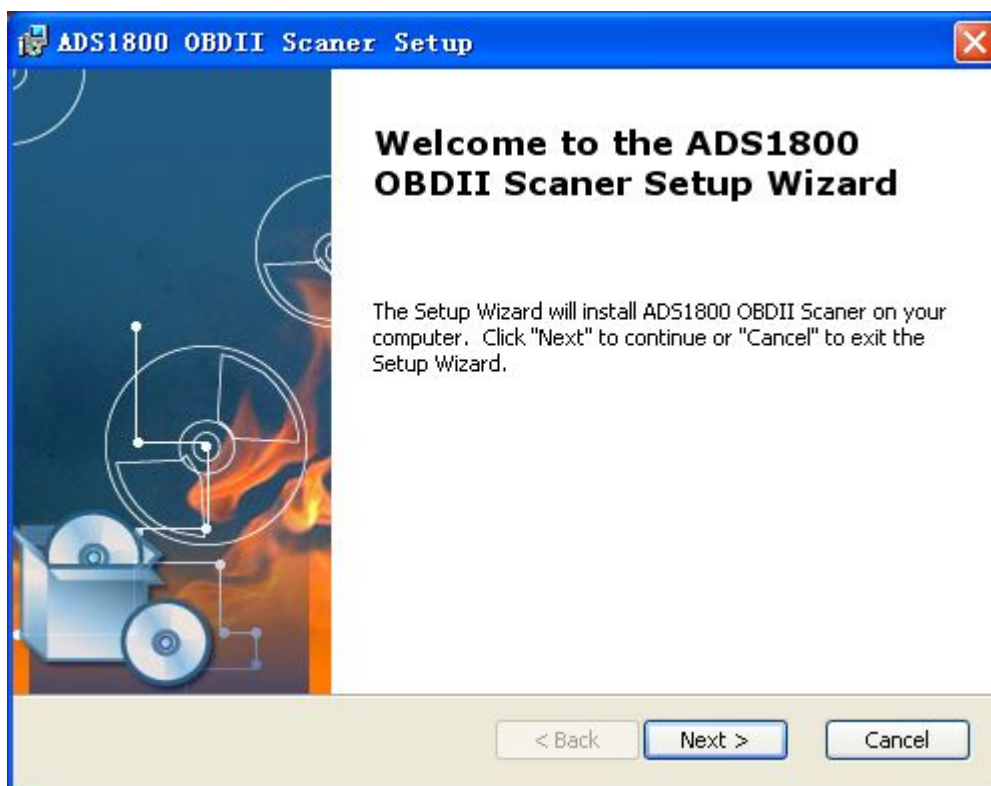 ADS1800 OBDII Scaner Setup
Welcome to the ADS1800
OBDII Scaner Setup Wizard
The Setup Wizard will install ADS1800 OBDII Scaner on your
computer. Click "Next" to continue or "Cancel" to exit the
Setup Wizard.
< Back Next > Cancel